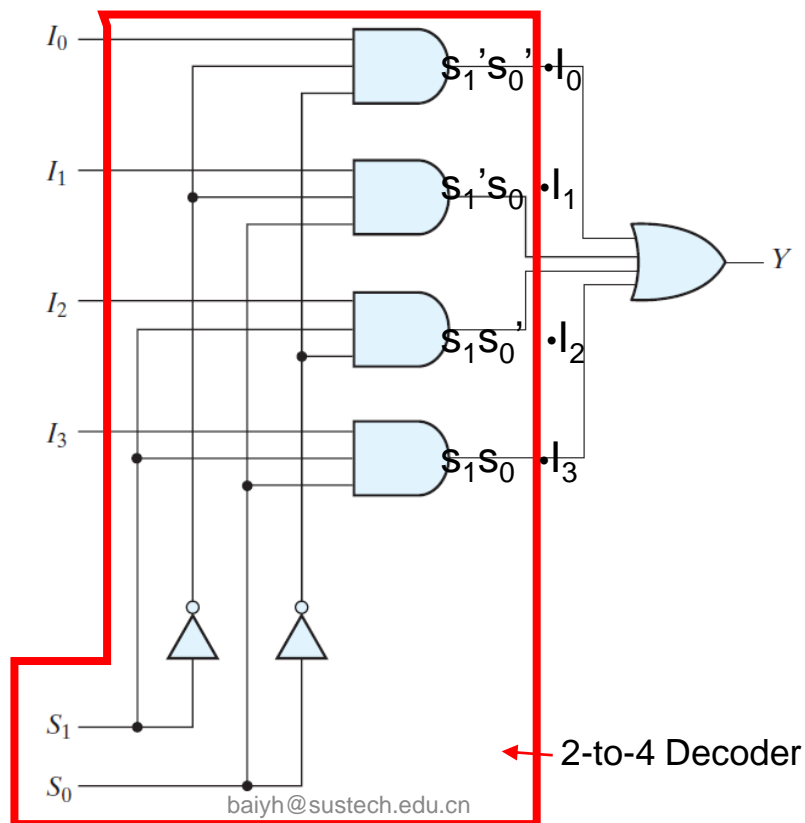 I₀
s₁’s₀’•I₀
I₁
s₁’s₀ •I₁
Y
I₂
s₁s₀’ •I₂
I₃
s₁s₀ •I₃
S₁
2-to-4 Decoder
S₀
baiyh@sustech.edu.cn